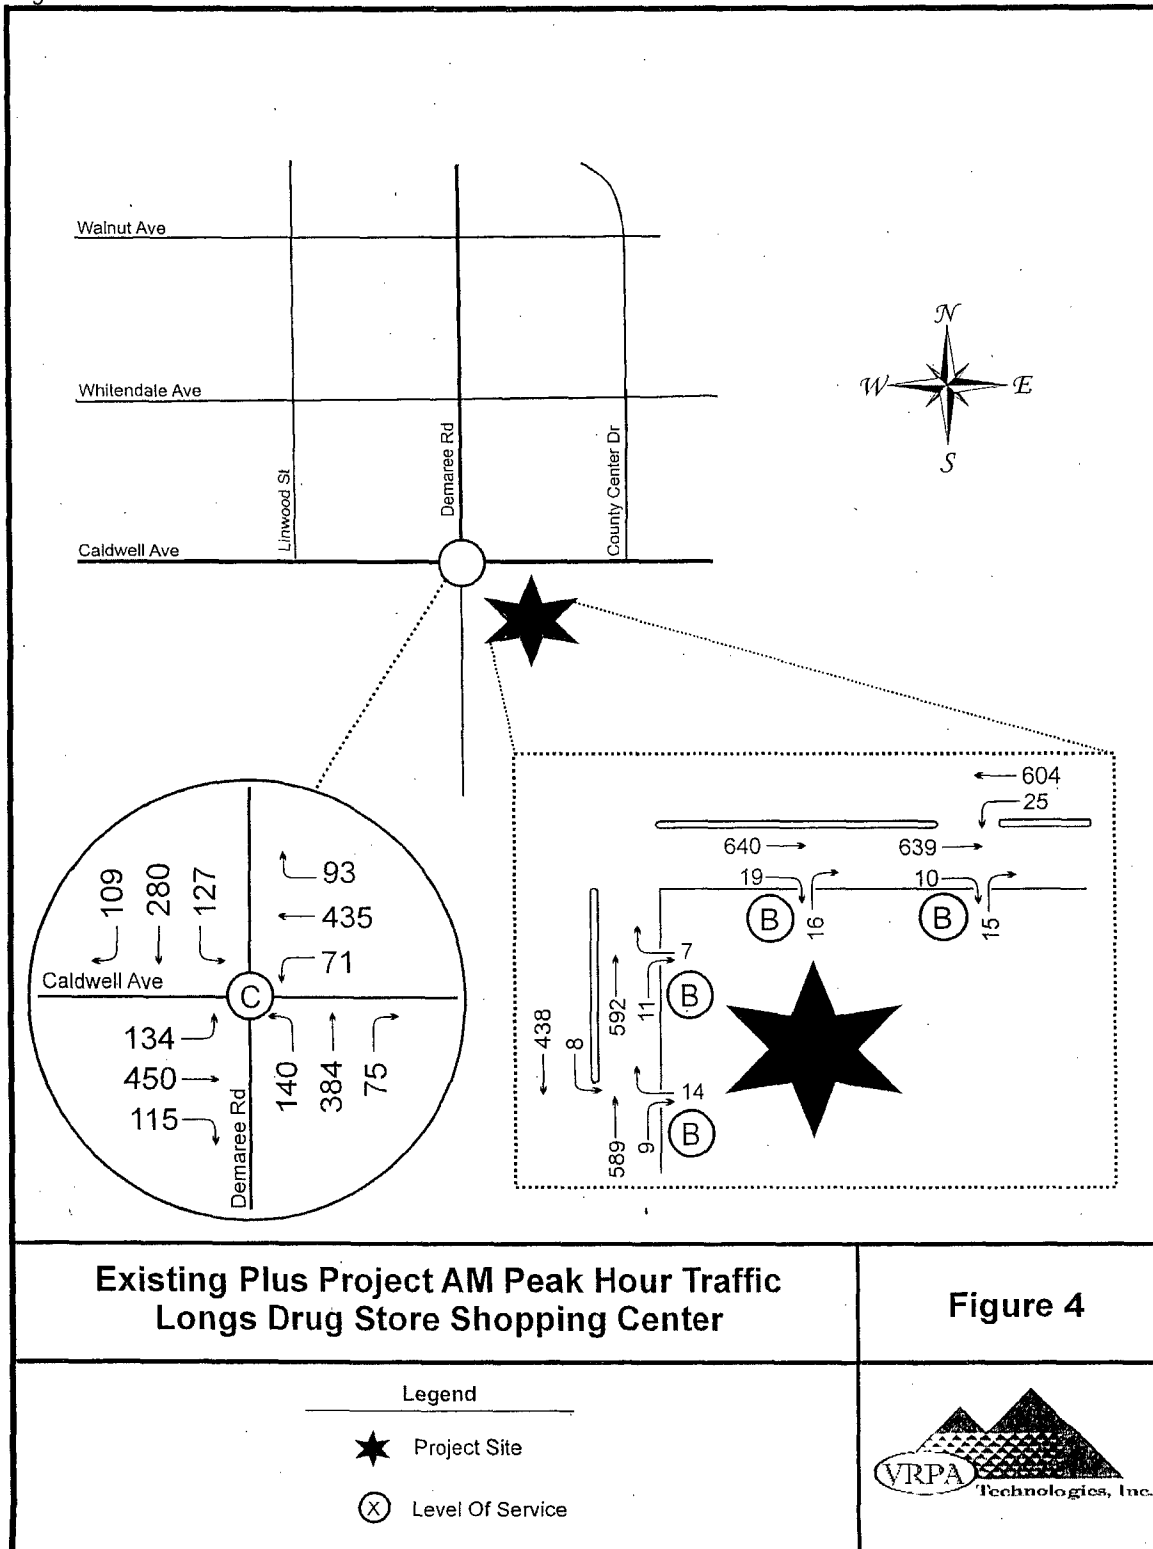 Walnut Ave
Whitendale Ave
Caldwell Ave
Linwood St
Demaree Rd
County Center Dr
N
W E
S
109
280
127
93
435
71
Caldwell Ave
C
134
450
115
140
384
75
Demaree Rd
604
25
640
639
19
10
B
16
B
15
7
592
11
B
438
8
14
589
9
B
Existing Plus Project AM Peak Hour Traffic
Longs Drug Store Shopping Center
Figure 4
Legend
Project Site
X Level Of Service
VRPA
Technologies, Inc.